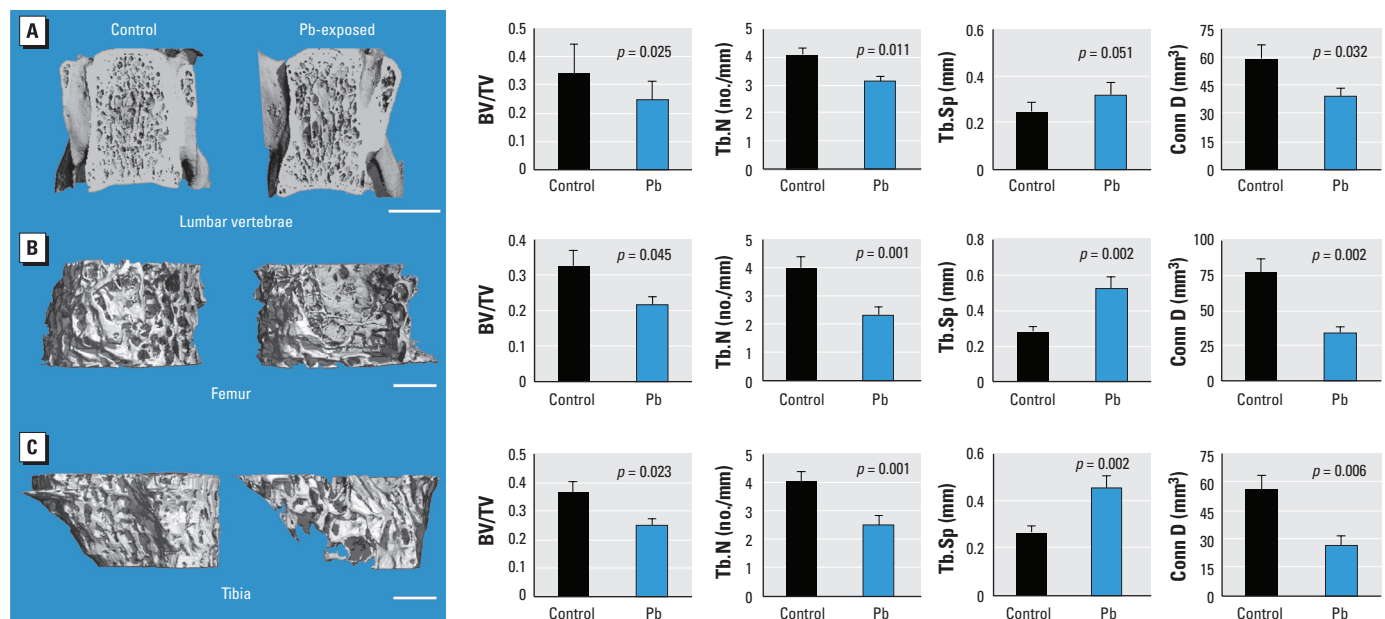 A
Control
Pb-exposed
Lumbar vertebrae
BV/TV
0.5
0.4
0.3
0.2
0.1
0
p = 0.025
Control
Pb
Tb.N (no./mm)
5
4
3
2
1
0
p = 0.011
Control
Pb
Tb.Sp (mm)
0.6
0.4
0.2
0
p = 0.051
Control
Pb
Conn D (mm³)
75
60
45
30
15
0
p = 0.032
Control
Pb
B
Femur
BV/TV
0.4
0.3
0.2
0.1
0
p = 0.045
Control
Pb
Tb.N (no./mm)
5
4
3
2
1
0
p = 0.001
Control
Pb
Tb.Sp (mm)
0.8
0.6
0.4
0.2
0
p = 0.002
Control
Pb
Conn D (mm³)
100
75
50
25
0
p = 0.002
Control
Pb
C
Tibia
BV/TV
0.5
0.4
0.3
0.2
0.1
0
p = 0.023
Control
Pb
Tb.N (no./mm)
5
4
3
2
1
0
p = 0.001
Control
Pb
Tb.Sp (mm)
0.6
0.4
0.2
0
p = 0.002
Control
Pb
Conn D (mm³)
75
60
45
30
15
0
p = 0.006
Control
Pb